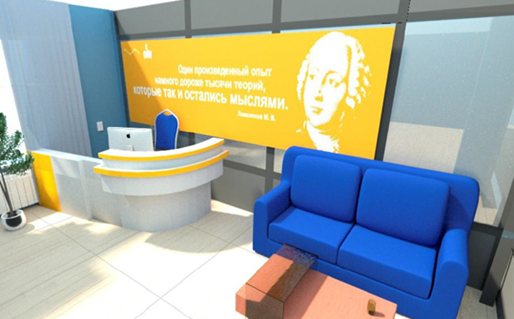 Один произведенный опыт
намного дороже тысячи теорий,
которые так и остались мыслями.
Ломоносов М. В.